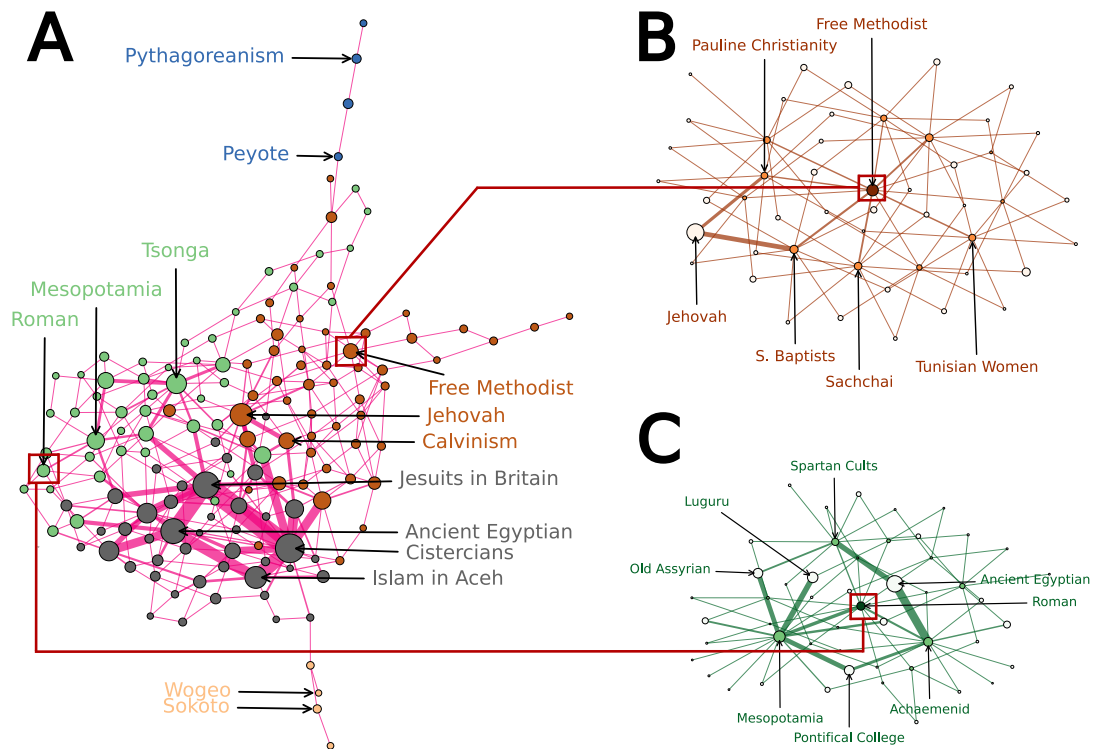 A
Pythagoreanism
Peyote
Tsonga
Mesopotamia
Roman
Free Methodist
Jehovah
Calvinism
Jesuits in Britain
Ancient Egyptian
Cistercians
Islam in Aceh
Wogeo
Sokoto
B
Free Methodist
Pauline Christianity
Jehovah
S. Baptists
Sachchai
Tunisian Women
C
Spartan Cults
Luguru
Old Assyrian
Ancient Egyptian
Roman
Mesopotamia
Pontifical College
Achaemenid